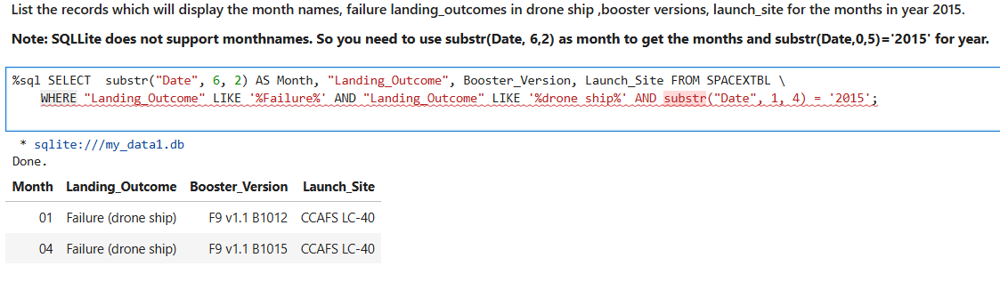 List the records which will display the month names, failure landing_outcomes in drone ship ,booster versions, launch_site for the months in year 2015.
Note: SQLLite does not support monthnames. So you need to use substr(Date, 6,2) as month to get the months and substr(Date,0,5)='2015' for year.
%sql SELECT  substr("Date", 6, 2) AS Month, "Landing_Outcome", Booster_Version, Launch_Site FROM SPACEXTBL \
WHERE "Landing_Outcome" LIKE '%Failure%' AND "Landing_Outcome" LIKE '%drone ship%' AND substr("Date", 1, 4) = '2015';
* sqlite:///my_data1.db
Done.
Month Landing_Outcome Booster_Version Launch_Site
01 Failure (drone ship) F9 v1.1 B1012 CCAFS LC-40
04 Failure (drone ship) F9 v1.1 B1015 CCAFS LC-40